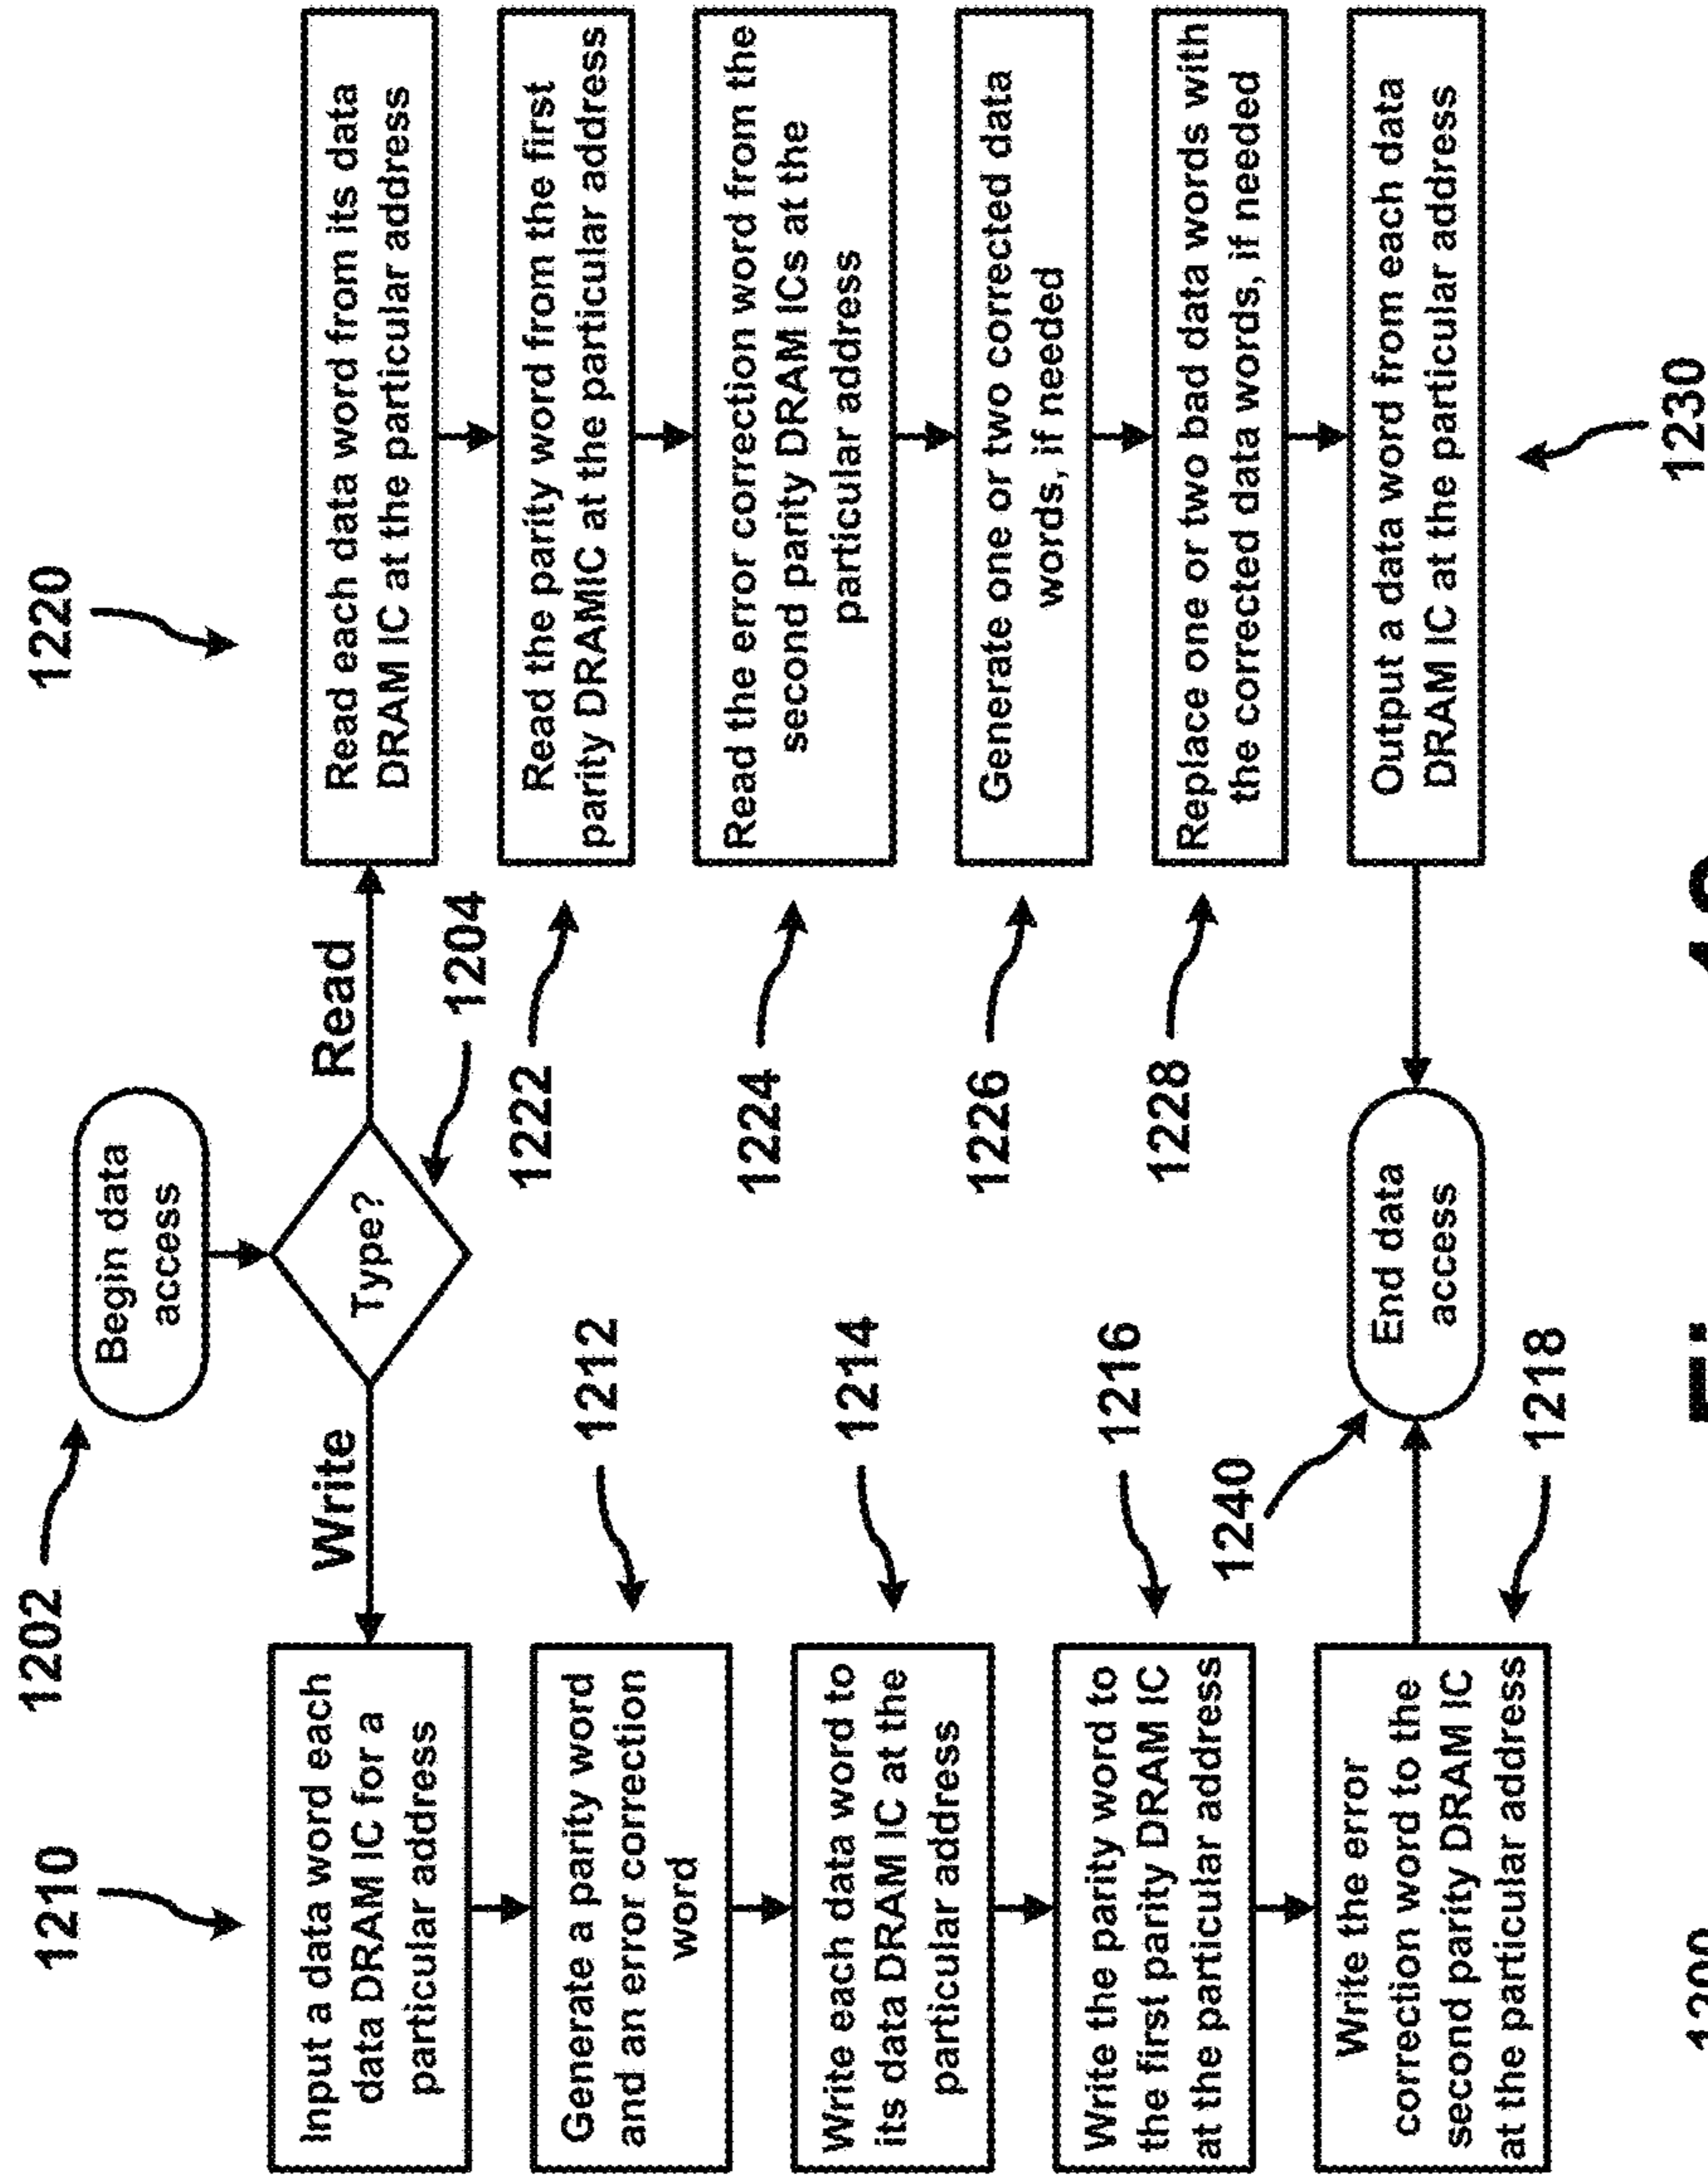 1202
Begin data
access
1210
1220
Type?
Write
Read
1204
Input a data word each
data DRAM IC for a
particular address
1212
Generate a parity word
and an error correction
word
1214
Write each data word to
its data DRAM IC at the
particular address
1216
Write the parity word to
the first parity DRAM IC
at the particular address
1218
Write the error
correction word to the
second parity DRAM IC
at the particular address
Read each data word from its data
DRAM IC at the particular address
1222
Read the parity word from the first
parity DRAMIC at the particular address
1224
Read the error correction word from the
second parity DRAM ICs at the
particular address
1226
Generate one or two corrected data
words, if needed
1228
Replace one or two bad data words with
the corrected data words, if needed
Output a data word from each data
DRAM IC at the particular address
1230
1240
End data
access